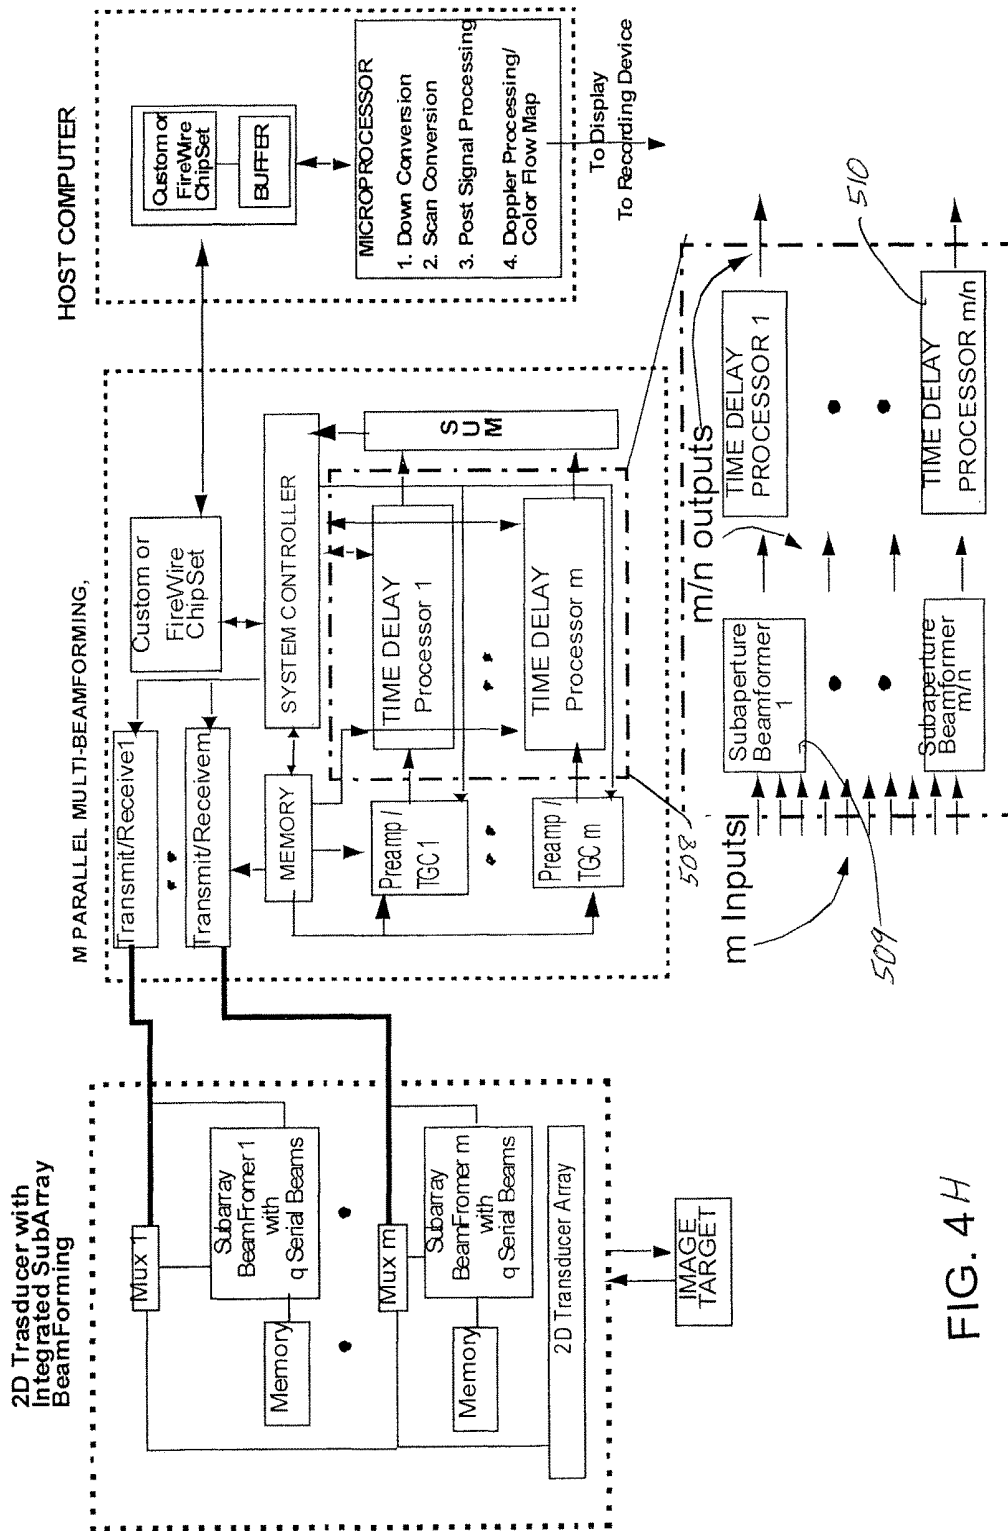 2D Trasducer with
Integrated SubArray
BeamForming
Mux 1
Subarray
BeamFromer 1
with
q Serial Beams
Memory
Mux m
Subarray
BeamFromer m
with
q Serial Beams
Memory
2D Transducer Array
IMAGE
TARGET
M PARALLEL MULTI-BEAMFORMING,
Transmit/Receive1
Transmit/Receivem
Custom or
FireWire
ChipSet
MEMORY
SYSTEM CONTROLLER
Preamp /
TGC 1
TIME DELAY
Processor 1
Preamp /
TGC m
TIME DELAY
Processor m
SUM
HOST COMPUTER
Custom or
FireWire
ChipSet
BUFFER
MICROPROCESSOR
1. Down Conversion
2. Scan Conversion
3. Post Signal Processing
4. Doppler Processing/
Color Flow Map
To Display
To Recording Device
508
m Inputs
509
Subaperture
Beamformer
1
Subaperture
Beamformer
m/n
m/n outputs
TIME DELAY
PROCESSOR 1
TIME DELAY
PROCESSOR m/n
510
FIG. 4 H